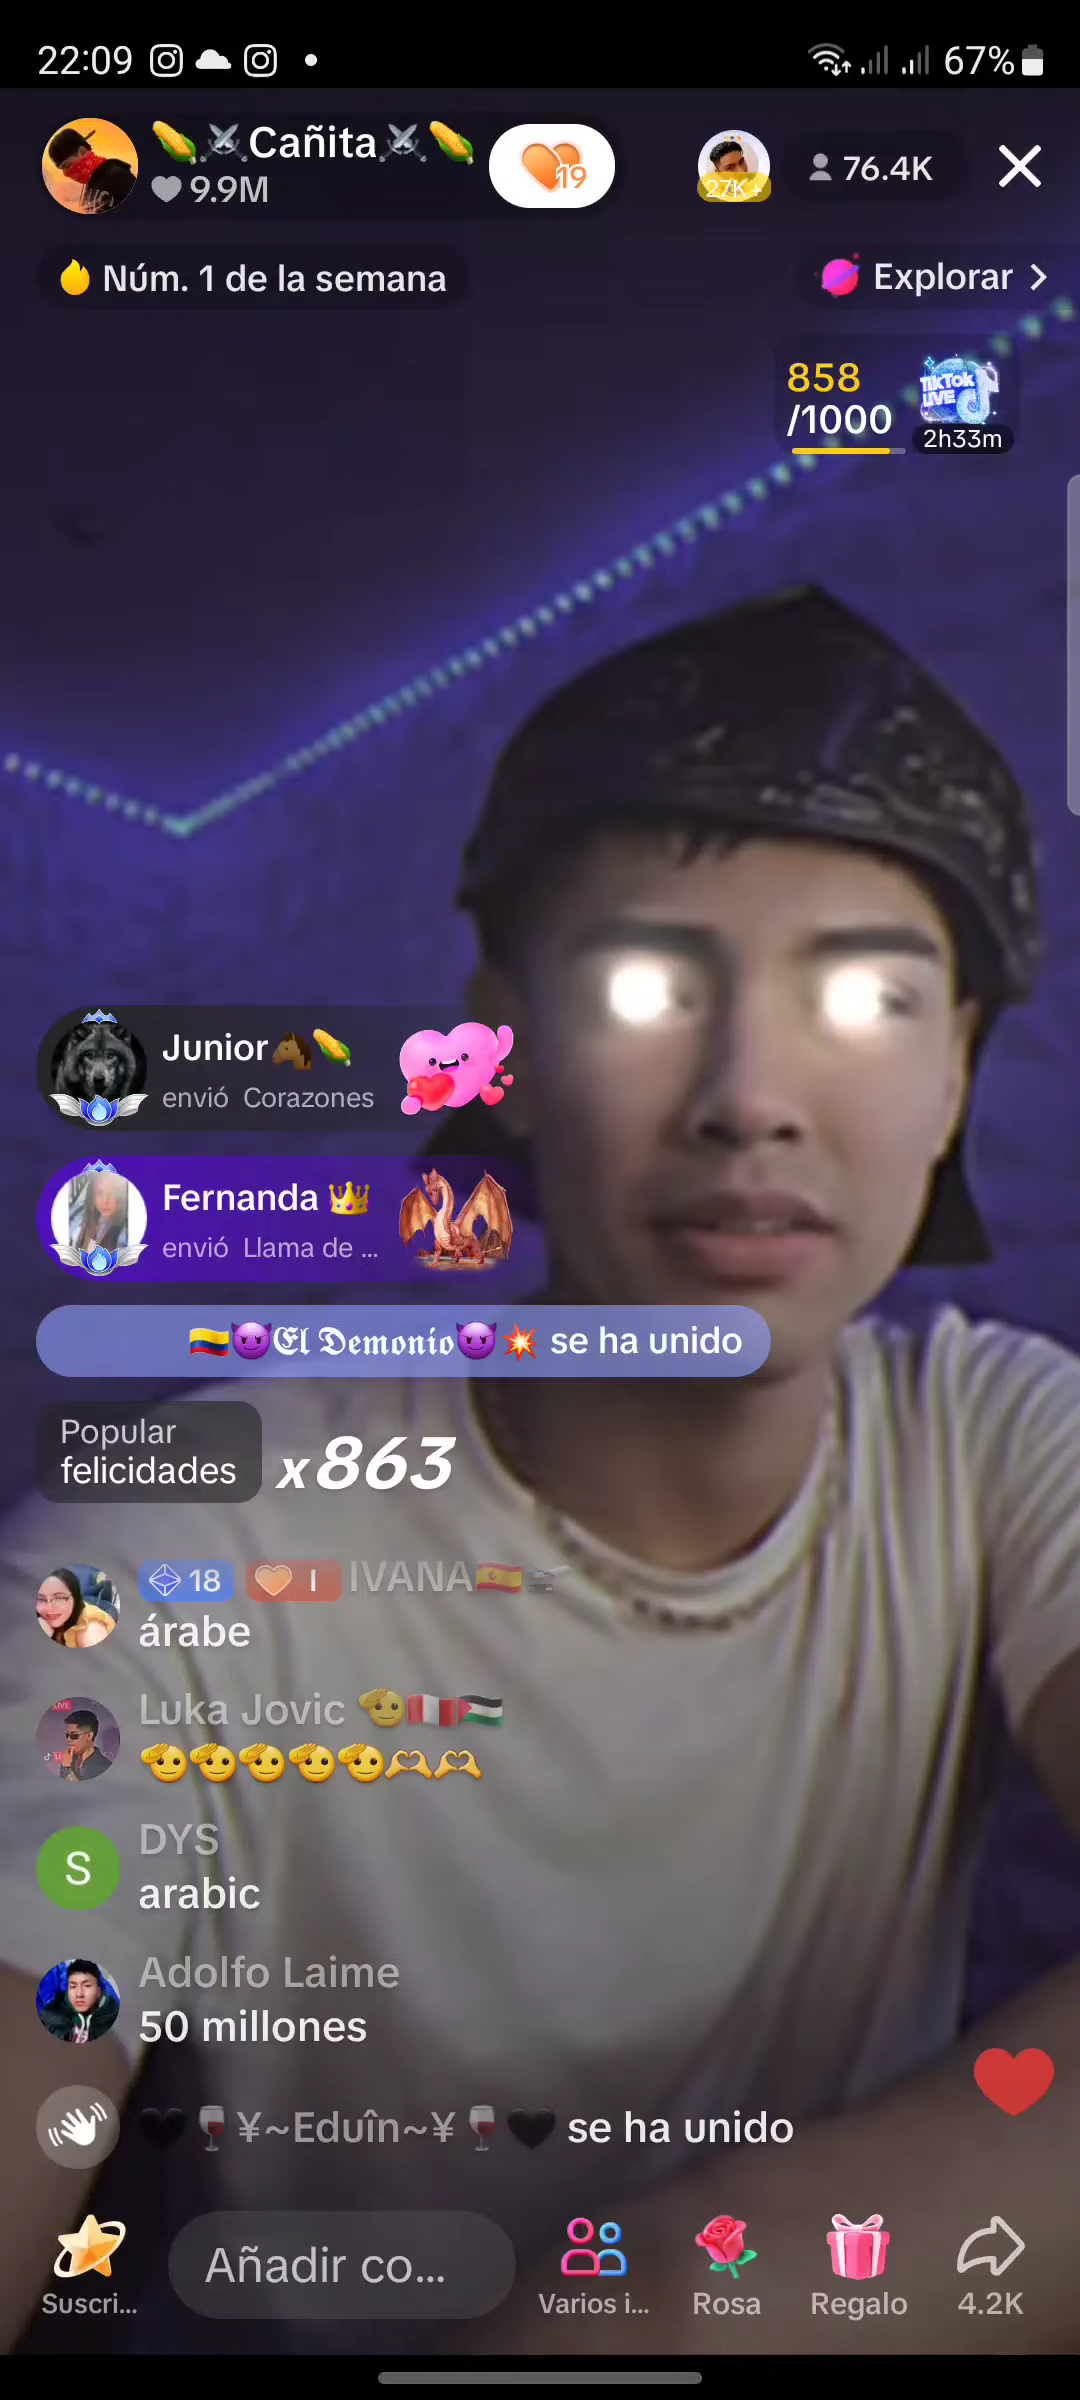 22:09
67%
🌽⚔️Cañita⚔️🌽
9.9M
19
27K+
76.4K
Núm. 1 de la semana
Explorar >
858
/1000
TikTok
LIVE
2h33m
Junior🐴🌽
envió Corazones
Fernanda 👑
envió Llama de ...
🇨🇴😈𝕰𝖑 𝕯𝖊𝖒𝖔𝖓𝖎𝖔😈💥 se ha unido
Popular
felicidades
x863
18 I IVANA🇪🇸🛫
árabe
Luka Jovic 🫡🇵🇪🇵🇸
🫡🫡🫡🫡🫡🫶🫶
S
DYS
arabic
Adolfo Laime
50 millones
🖤🍷¥~Eduîn~¥🍷🖤 se ha unido
Añadir co...
Suscri...
Varios i...
Rosa
Regalo
4.2K